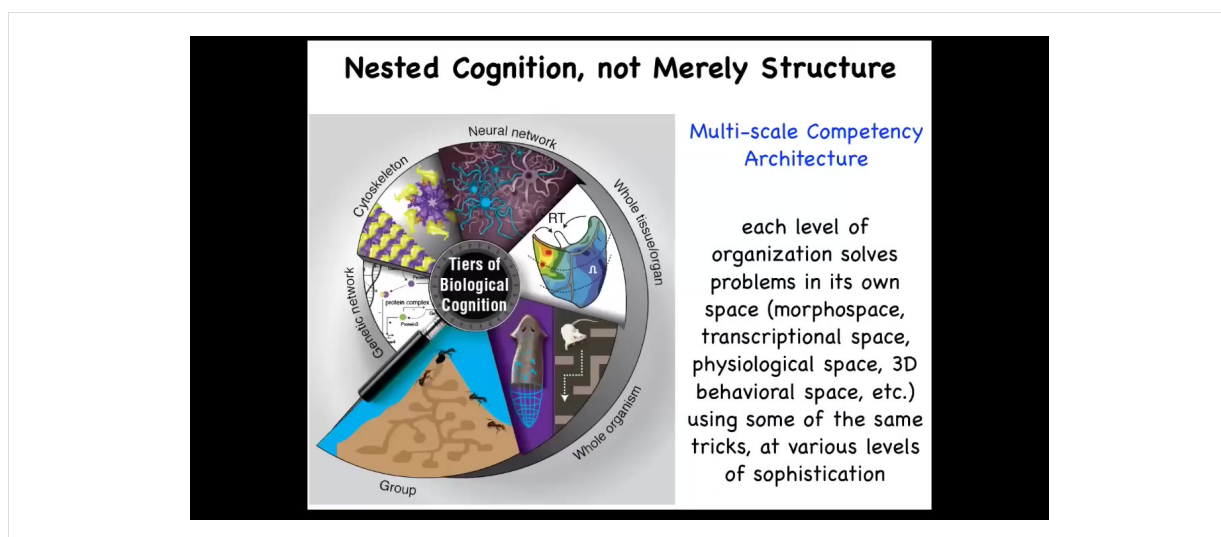 Nested Cognition, not Merely Structure
Neural network
Cytoskeleton
Whole tissue/organ
RT
Tiers of
Biological
Cognition
Genetic network
protein complex
Whole organism
Group
Multi-scale Competency
Architecture
each level of
organization solves
problems in its own
space (morphospace,
transcriptional space,
physiological space, 3D
behavioral space, etc.)
using some of the same
tricks, at various levels
of sophistication